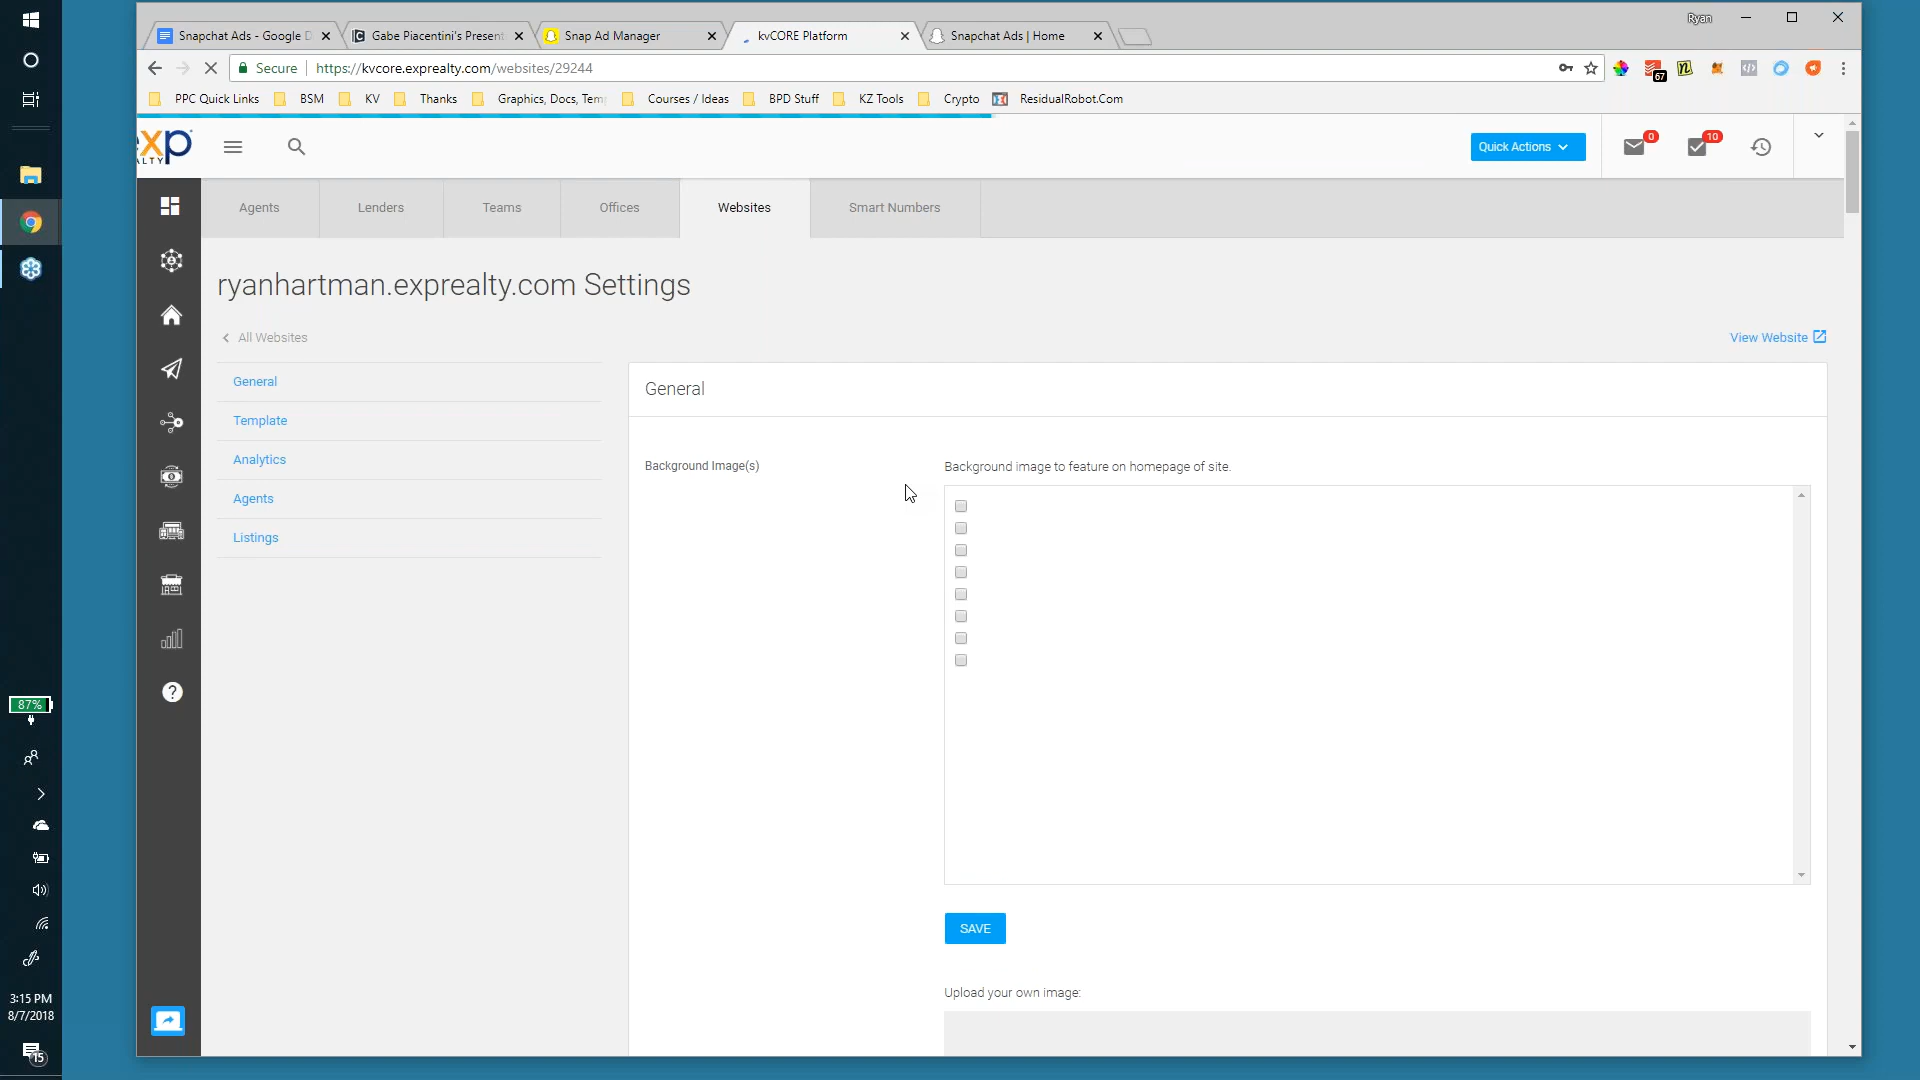 Snapchat Ads - Google D
Gabe Piacentini's Present
Snap Ad Manager
kvCORE Platform
Snapchat Ads | Home
Ryan
Secure
https://kvcore.exprealty.com/websites/29244
67
PPC Quick Links
BSM
KV
Thanks
Graphics, Docs, Temp
Courses / Ideas
BPD Stuff
KZ Tools
Crypto
ResidualRobot.Com
exp
LTY
Quick Actions
0
10
Agents
Lenders
Teams
Offices
Websites
Smart Numbers
ryanhartman.exprealty.com Settings
All Websites
View Website
General
Template
Analytics
Agents
Listings
General
Background Image(s)
Background image to feature on homepage of site.
SAVE
Upload your own image:
87%
3:15 PM
8/7/2018
15